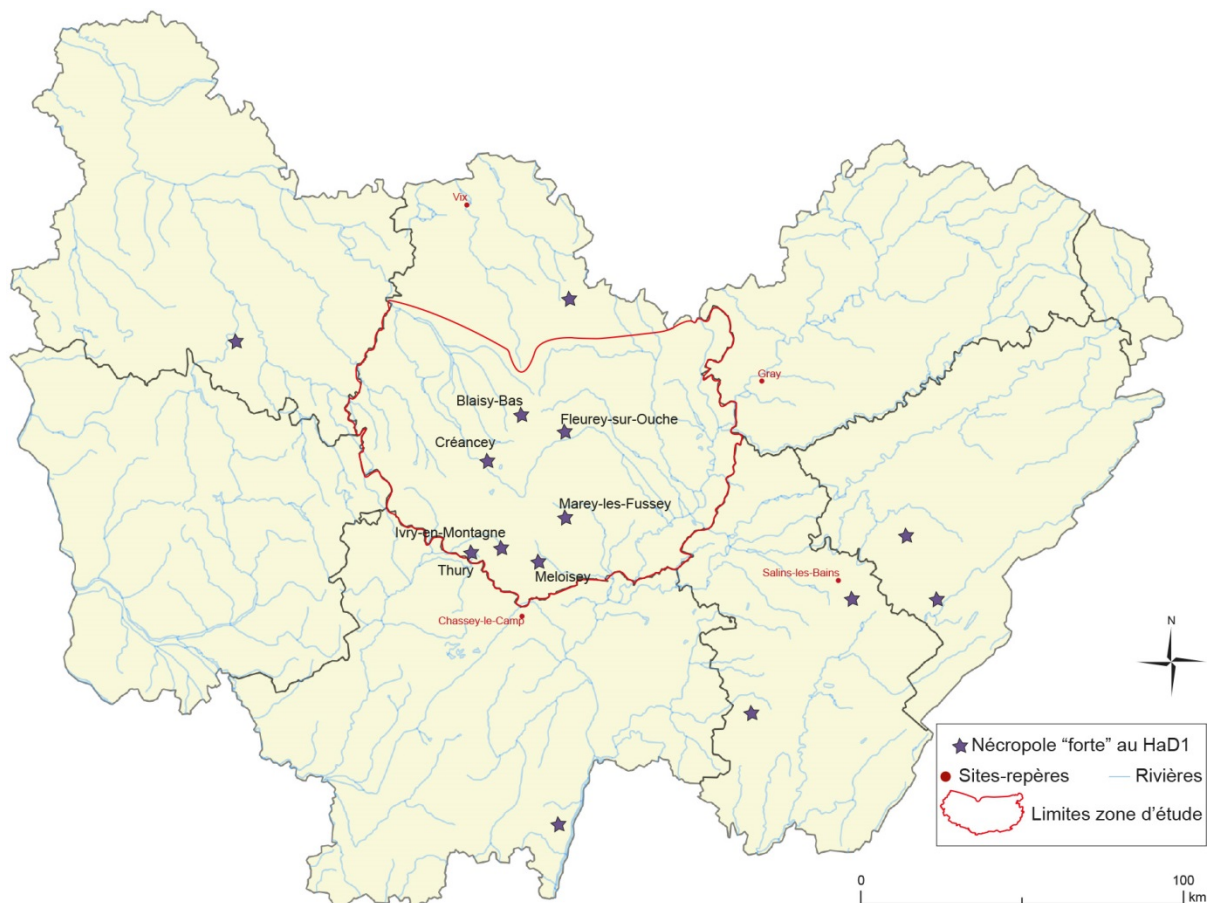 Vix
Gray
Blaisy-Bas
Fleurey-sur-Ouche
Créancey
Marey-les-Fussey
Ivry-en-Montagne
Thury
Meloisey
Salins-les-Bains
Chassey-le-Camp
N
Nécropole “forte” au HaD1
Sites-repères
Rivières
Limites zone d’étude
0
100
km